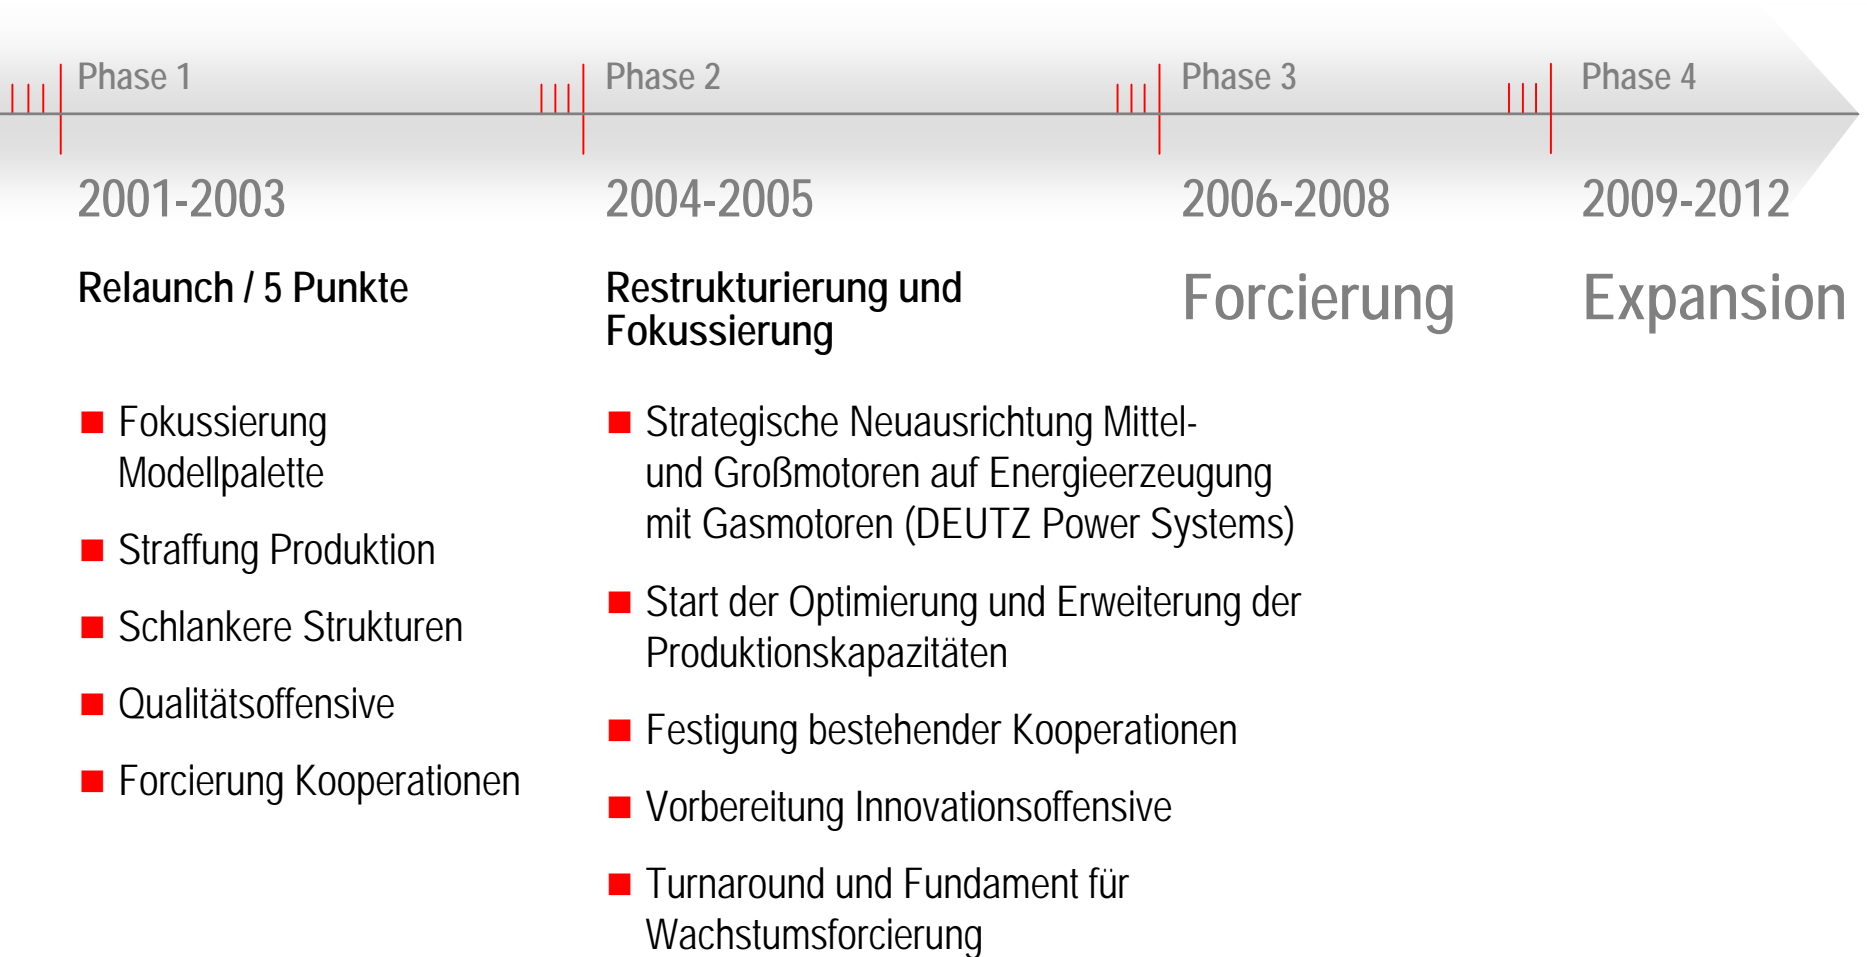 Phase 1
Phase 2
Phase 3
Phase 4
2001-2003
2004-2005
2006-2008
2009-2012
Relaunch / 5 Punkte
Restrukturierung und
Fokussierung
Forcierung
Expansion
Fokussierung
Modellpalette
Straffung Produktion
Schlankere Strukturen
Qualitätsoffensive
Forcierung Kooperationen
Strategische Neuausrichtung Mittel-
und Großmotoren auf Energieerzeugung
mit Gasmotoren (DEUTZ Power Systems)
Start der Optimierung und Erweiterung der
Produktionskapazitäten
Festigung bestehender Kooperationen
Vorbereitung Innovationsoffensive
Turnaround und Fundament für
Wachstumsforcierung